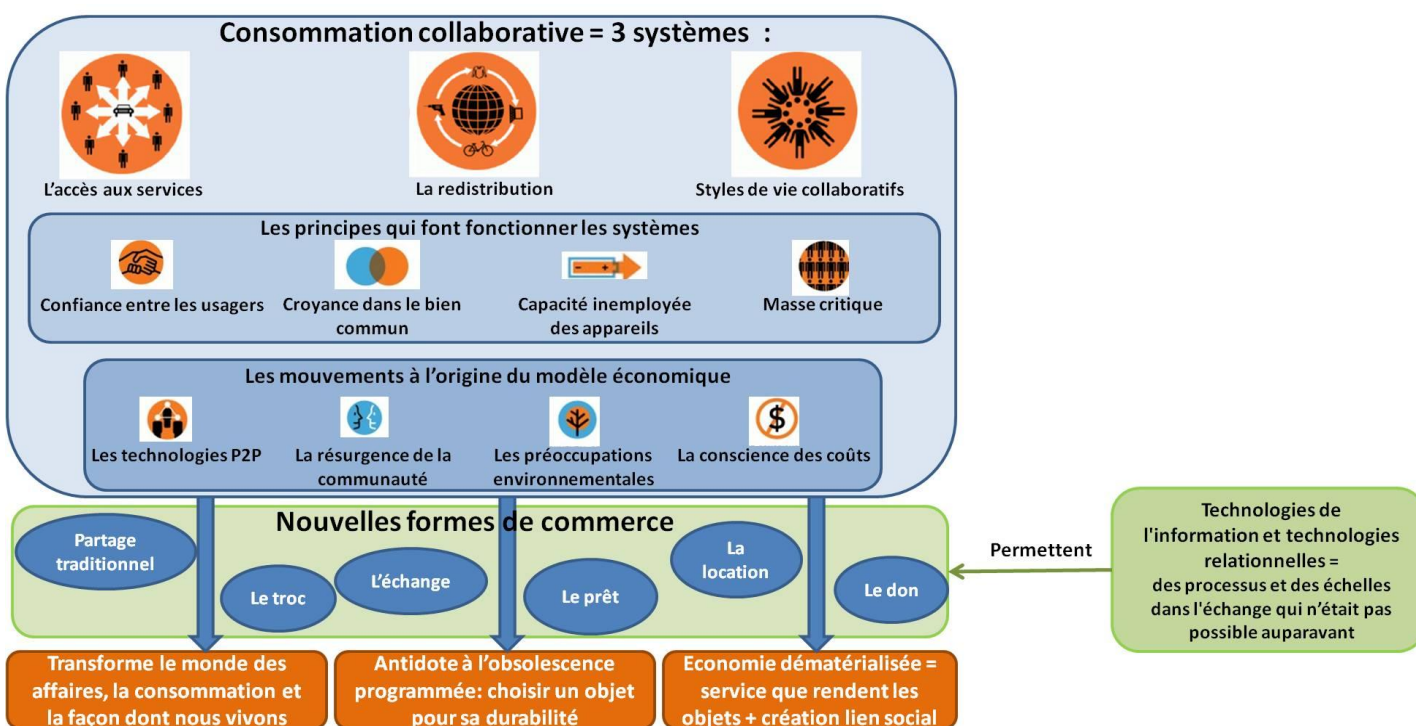 Consommation collaborative = 3 systèmes :
L'accès aux services
La redistribution
Styles de vie collaboratifs
Les principes qui font fonctionner les systèmes
Confiance entre les usagers
Croyance dans le bien
commun
Capacité inemployée
des appareils
Masse critique
Les mouvements à l'origine du modèle économique
$
Les technologies P2P
La résurgence de la
communauté
Les préoccupations
environnementales
La conscience des coûts
Nouvelles formes de commerce
Partage
traditionnel
Le troc
L'échange
Le prêt
La
location
Le don
Permettent
Technologies de
l'information et technologies
relationnelles =
des processus et des échelles
dans l'échange qui n'était pas
possible auparavant
Transforme le monde des
affaires, la consommation et
la façon dont nous vivons
Antidote à l'obsolescence
programmée: choisir un objet
pour sa durabilité
Economie dématérialisée =
service que rendent les
objets + création lien social